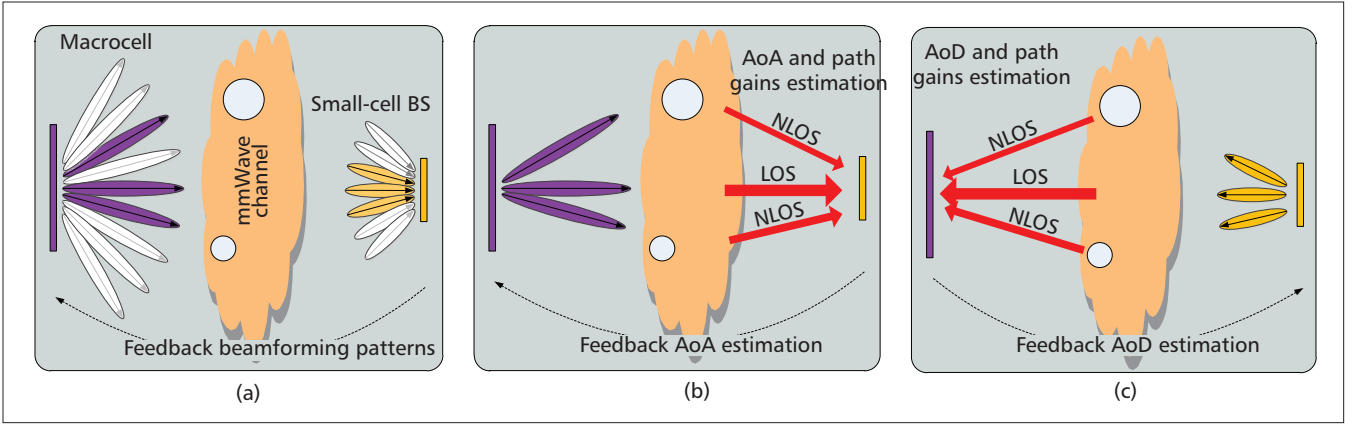 Macrocell
Small-cell BS
mmWave
channel
Feedback beamforming patterns
(a)
AoA and path
gains estimation
NLOS
LOS
NLOS
Feedback AoA estimation
(b)
AoD and path
gains estimation
NLOS
LOS
NLOS
Feedback AoD estimation
(c)